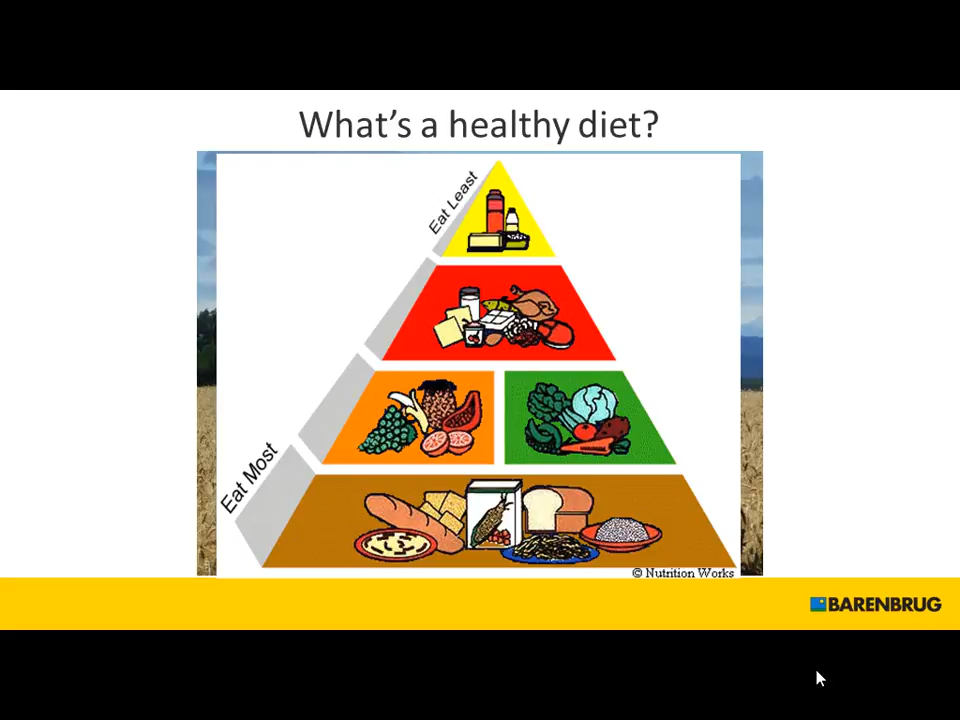 What's a healthy diet?
Eat Least
Eat Most
© Nutrition Works
BARENBRUG